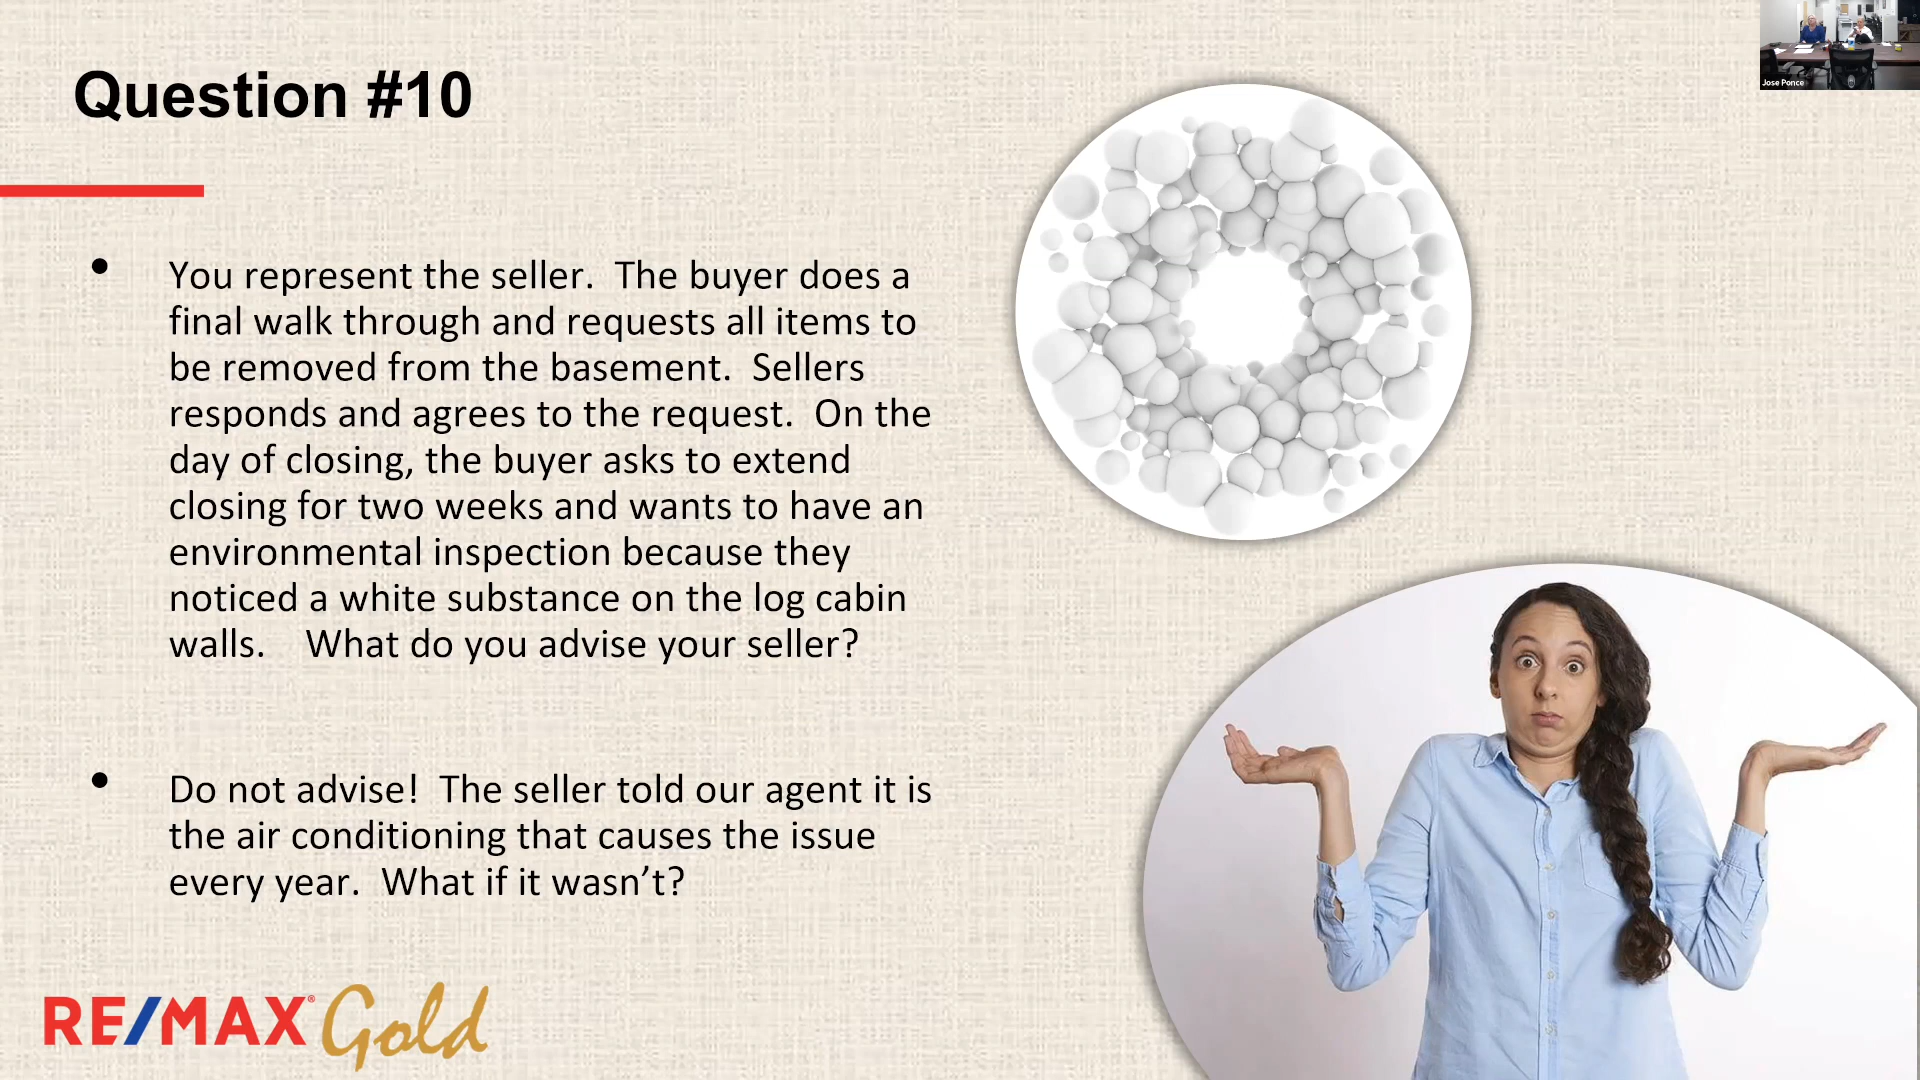 Question #10
Jose Ponce
• You represent the seller.  The buyer does a
final walk through and requests all items to
be removed from the basement.  Sellers
responds and agrees to the request.  On the
day of closing, the buyer asks to extend
closing for two weeks and wants to have an
environmental inspection because they
noticed a white substance on the log cabin
walls.    What do you advise your seller?
• Do not advise!  The seller told our agent it is
the air conditioning that causes the issue
every year.  What if it wasn’t?
RE/MAX® Gold